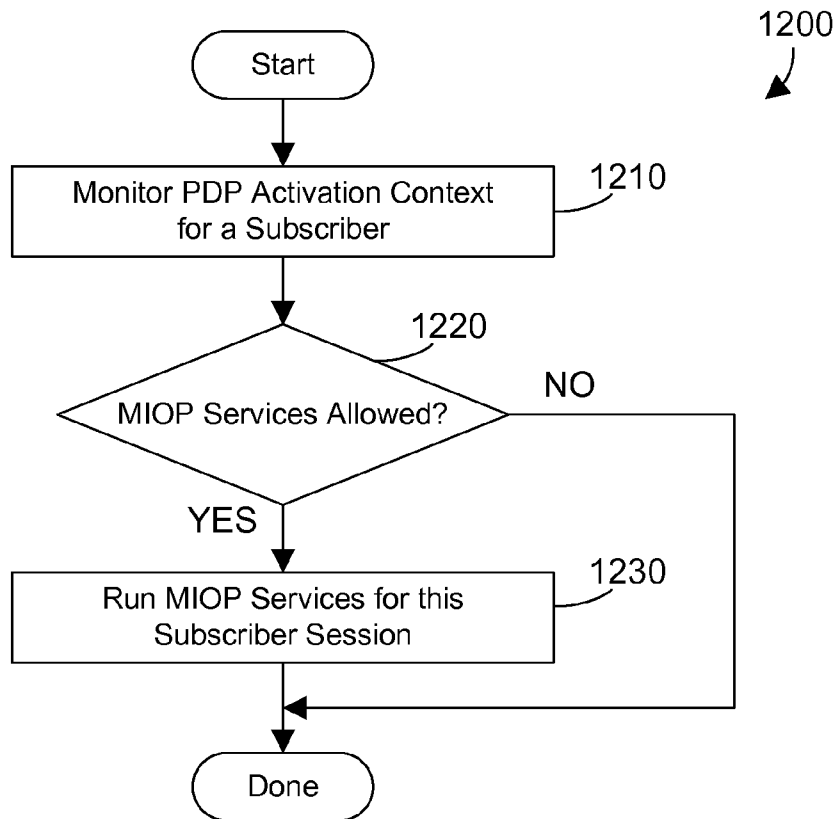 1200
Start
Monitor PDP Activation Context
for a Subscriber
1210
1220
MIOP Services Allowed?
NO
YES
Run MIOP Services for this
Subscriber Session
1230
Done